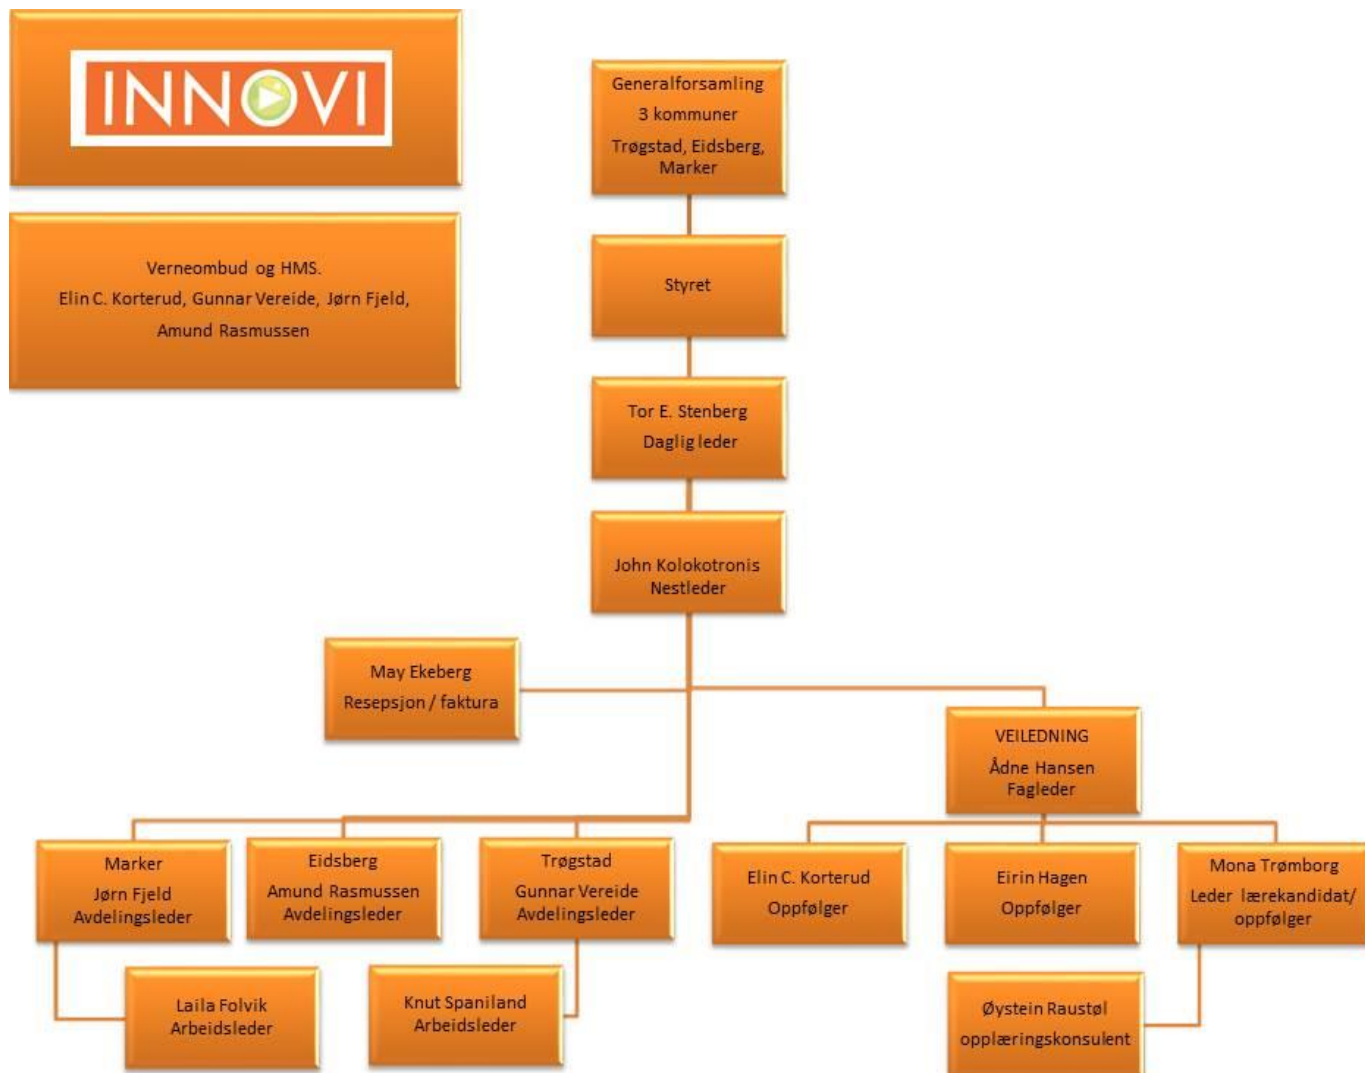 INNOVI
Verneombud og HMS.
Elin C. Korterud, Gunnar Vereide, Jørn Fjeld,
Amund Rasmussen
Generalforsamling
3 kommuner
Trøgstad, Eidsberg,
Marker
Styret
Tor E. Stenberg
Daglig leder
John Kolokotronis
Nestleder
May Ekeberg
Resepsjon / faktura
VEILEDNING
Ådne Hansen
Fagleder
Marker
Jørn Fjeld
Avdelingsleder
Eidsberg
Amund Rasmussen
Avdelingsleder
Trøgstad
Gunnar Vereide
Avdelingsleder
Elin C. Korterud
Oppfølger
Eirin Hagen
Oppfølger
Mona Trømborg
Leder lærekandidat/
oppfølger
Laila Folvik
Arbeidsleder
Knut Spaniland
Arbeidsleder
Øystein Raustøl
opplæringskonsulent